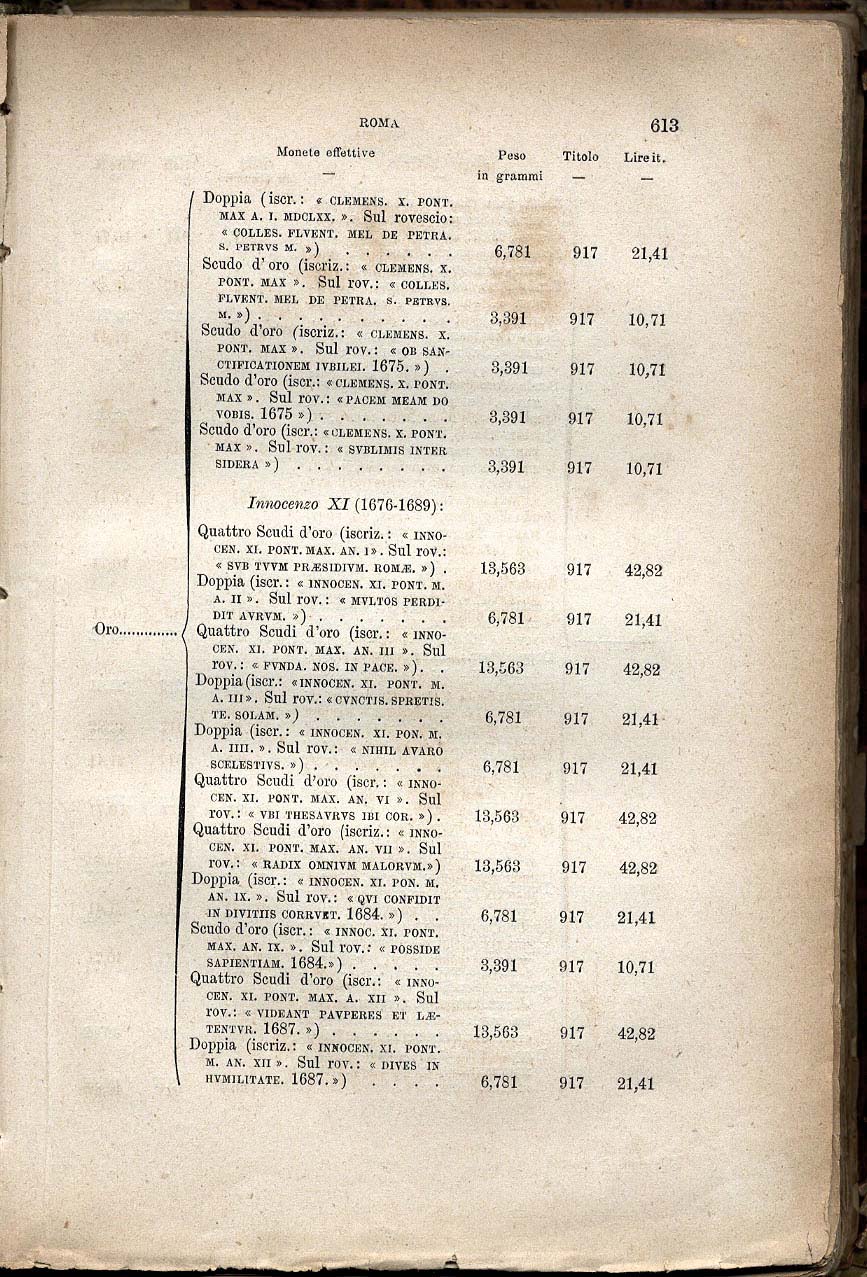 ROMA 613
Monete effettive Peso Titolo Lire it.
— in grammi — —
Doppia (iscr.: « CLEMENS. X. PONT.
MAX A. I. MDCLXX. ». Sul rovescio:
« COLLES. FLVENT. MEL DE PETRA.
S. PETRVS M. ») . . . . . . 6,781 917 21,41
Scudo d'oro (iscriz.: « CLEMENS. X.
PONT. MAX ». Sul rov.: « COLLES.
FLVENT. MEL DE PETRA. S. PETRVS.
M. ») . . . . . . . . . . 3,391 917 10,71
Scudo d'oro (iscriz.: « CLEMENS. X.
PONT. MAX ». Sul rov.: « OB SAN-
CTIFICATIONEM IVBILEI. 1675. ») . 3,391 917 10,71
Scudo d'oro (iscr.: «CLEMENS. X. PONT.
MAX ». Sul rov.: «PACEM MEAM DO
VOBIS. 1675 ») . . . . . . . 3,391 917 10,71
Scudo d'oro (iscr.: «CLEMENS. X. PONT.
MAX ». Sul rov.: « SVBLIMIS INTER
SIDERA ») . . . . . . . . 3,391 917 10,71
Innocenzo XI (1676-1689):
Quattro Scudi d'oro (iscriz.: « INNO-
CEN. XI. PONT. MAX. AN. I». Sul rov.:
« SVB TVVM PRÆSIDIVM. ROMÆ. ») . 13,563 917 42,82
Doppia (iscr.: « INNOCEN. XI. PONT. M.
A. II ». Sul rov.: « MVLTOS PERDI-
DIT AVRVM. ») . . . . . . . 6,781 917 21,41
Oro..............
Quattro Scudi d'oro (iscr.: « INNO-
CEN. XI. PONT. MAX. AN. III ». Sul
rov.: « FVNDA. NOS. IN PACE. »). . . 13,563 917 42,82
Doppia (iscr.: «INNOCEN. XI. PONT. M.
A. III». Sul rov.: «CVNCTIS. SPRETIS.
TE. SOLAM. ») . . . . . . . 6,781 917 21,41
Doppia (iscr.: « INNOCEN. XI. PON. M.
A. IIII. ». Sul rov.: « NIHIL AVARO
SCELESTIVS. ») . . . . . . . 6,781 917 21,41
Quattro Scudi d'oro (iscr.: « INNO-
CEN. XI. PONT. MAX. AN. VI ». Sul
rov.: « VBI THESAVRVS IBI COR. ») . 13,563 917 42,82
Quattro Scudi d'oro (iscriz.: « INNO-
CEN. XI. PONT. MAX. AN. VII ». Sul
rov.: « RADIX OMNIVM MALORVM.») 13,563 917 42,82
Doppia (iscr.: « INNOCEN. XI. PON. M.
AN. IX. ». Sul rov.: « QVI CONFIDIT
IN DIVITIIS CORRVET. 1684. ») . . 6,781 917 21,41
Scudo d'oro (iscr.: « INNOC. XI. PONT.
MAX. AN. IX. ». Sul rov.: « POSSIDE
SAPIENTIAM. 1684.») . . . . . 3,391 917 10,71
Quattro Scudi d'oro (iscr.: « INNO-
CEN. XI. PONT. MAX. A. XII ». Sul
rov.: « VIDEANT PAVPERES ET LÆ-
TENTVR. 1687. ») . . . . . . 13,563 917 42,82
Doppia (iscriz.: « INNOCEN. XI. PONT.
M. AN. XII ». Sul rov.: « DIVES IN
HVMILITATE. 1687.») . . . . 6,781 917 21,41